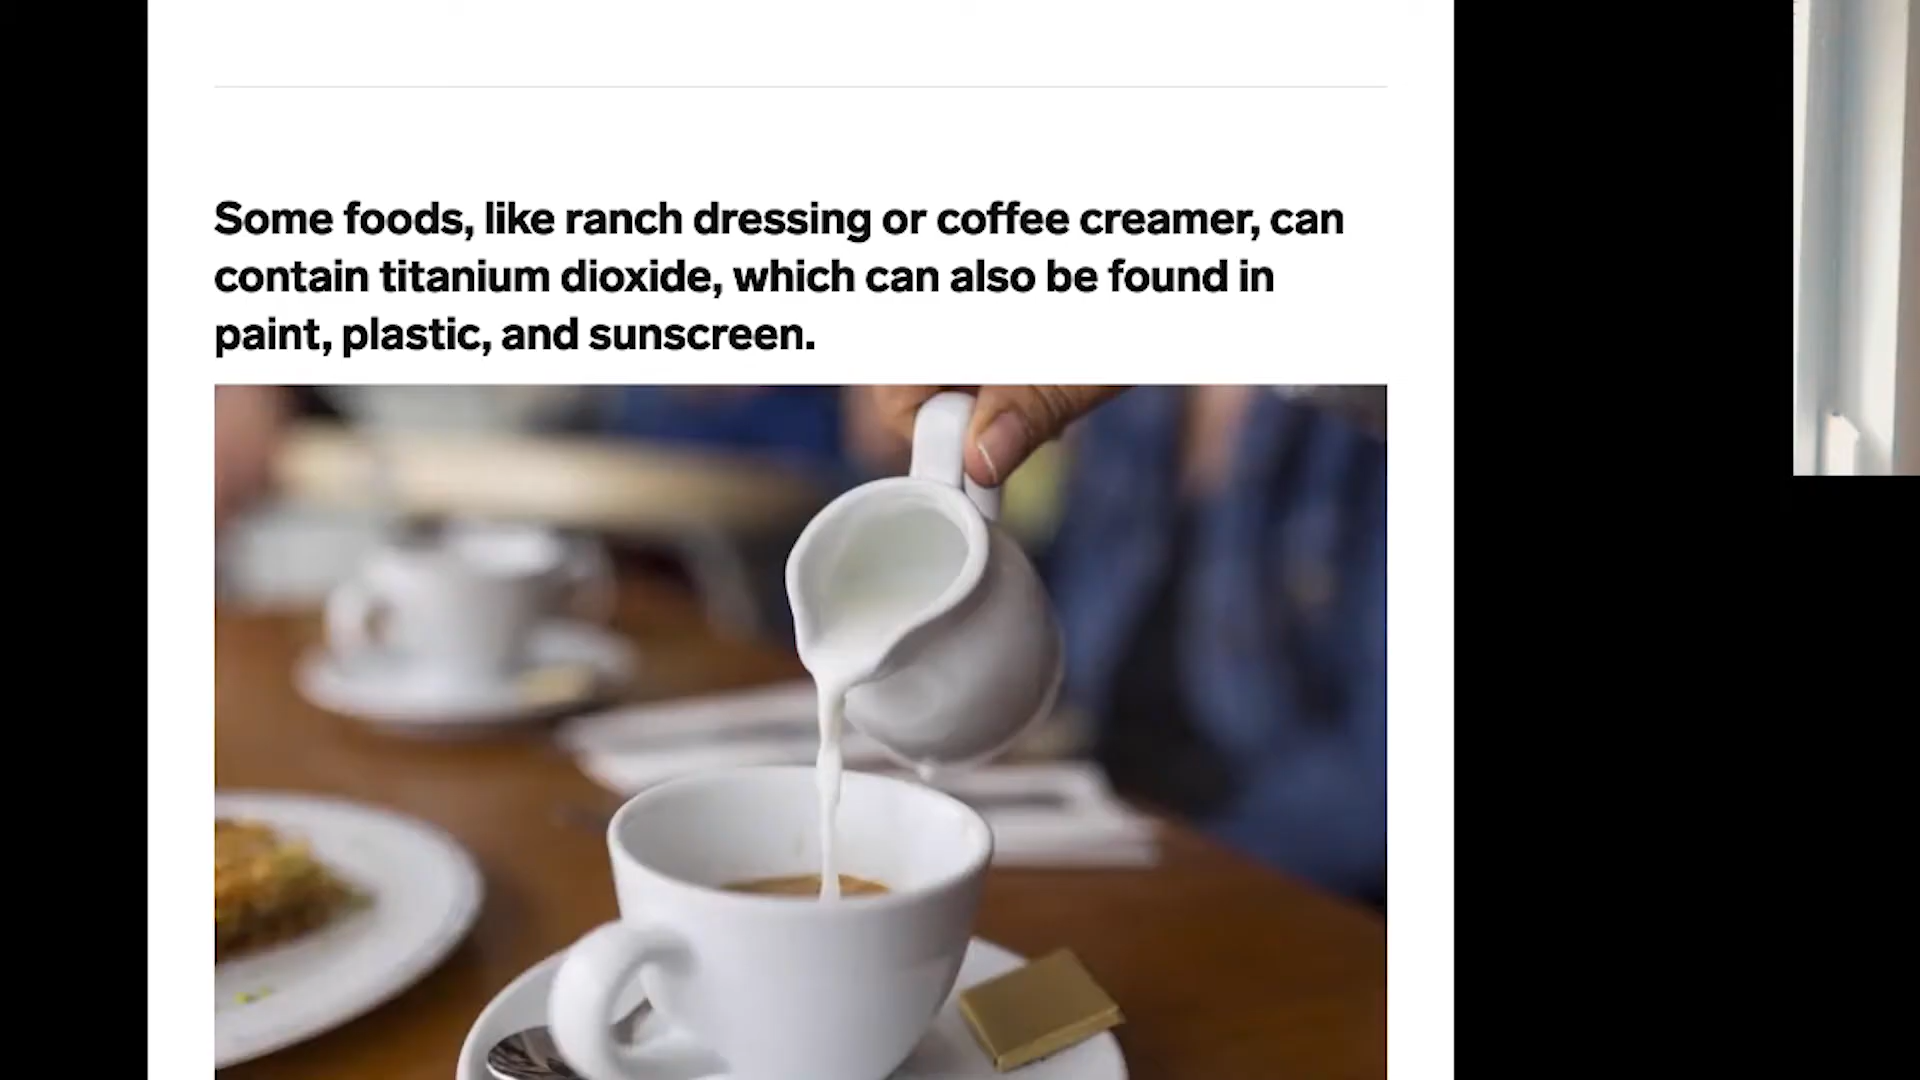 Some foods, like ranch dressing or coffee creamer, can
contain titanium dioxide, which can also be found in
paint, plastic, and sunscreen.